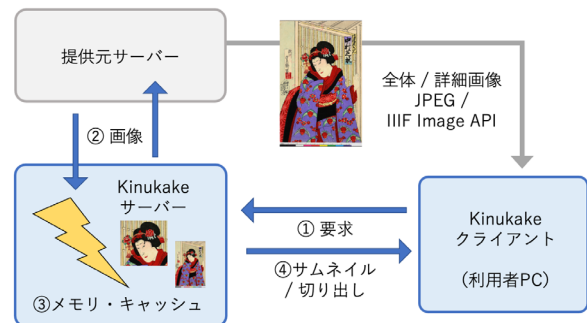 提供元サーバー
全体 / 詳細画像
JPEG /
IIIF Image API
② 画像
Kinukake
サーバー
③メモリ・キャッシュ
① 要求
④サムネイル
/ 切り出し
Kinukake
クライアント
(利用者PC)